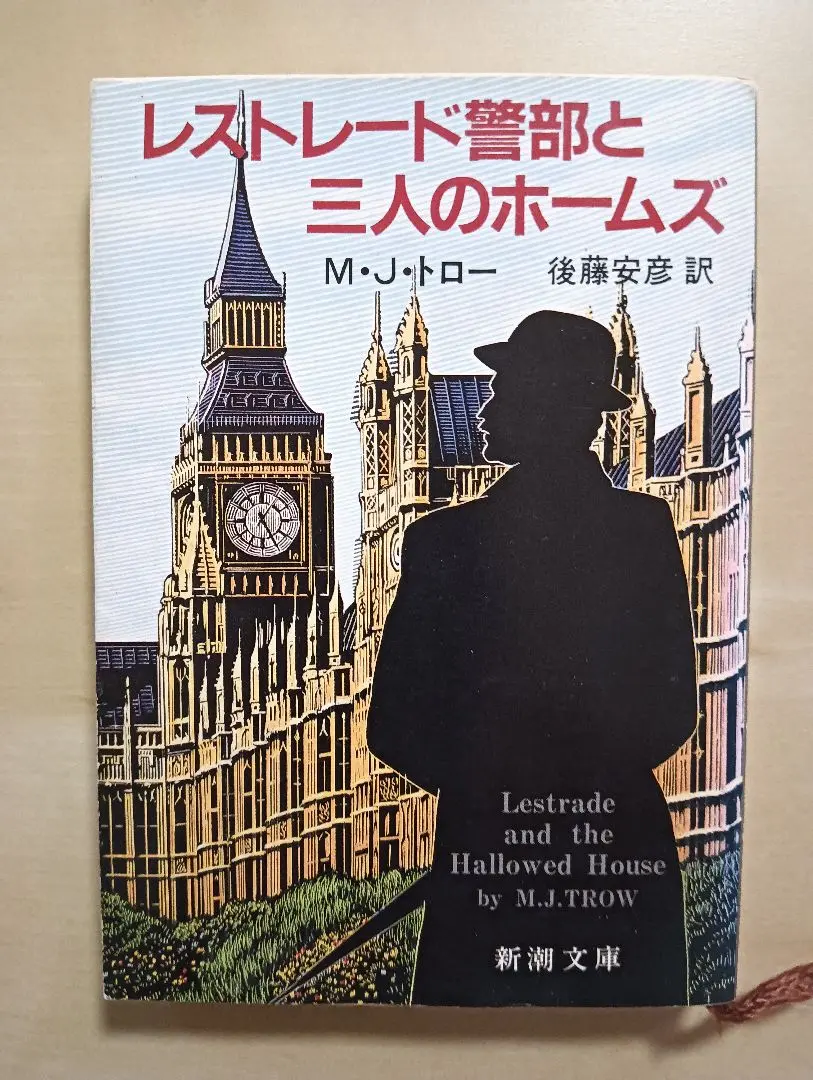 レストレード警部と
三人のホームズ
M・J・トロー 後藤安彦 訳
Lestrade
and the
Hallowed House
by M.J.TROW
新潮文庫